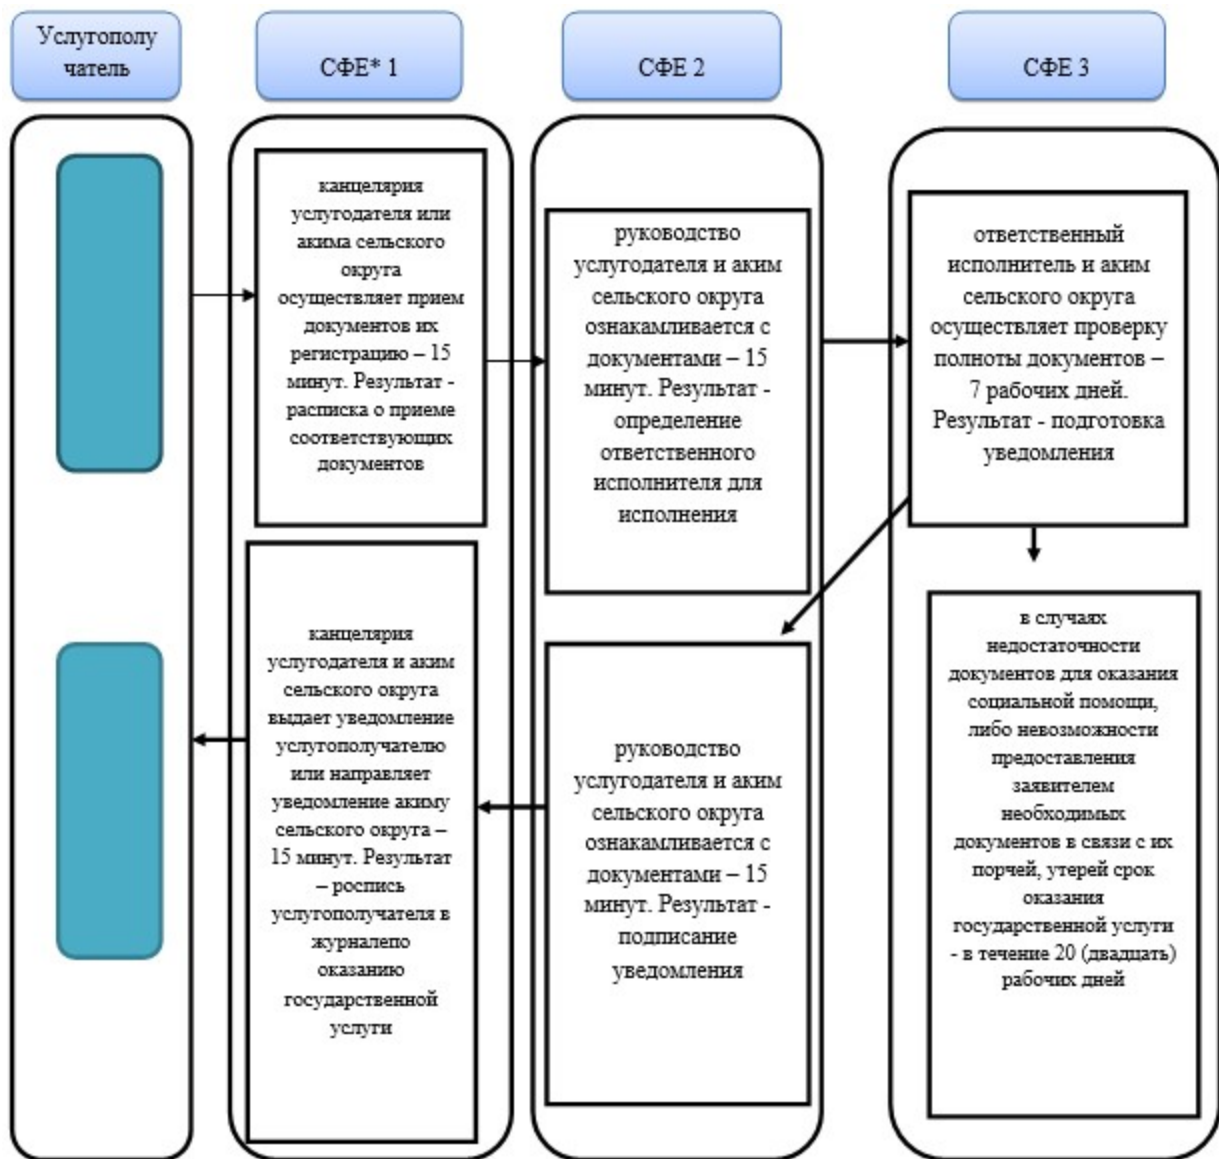 Услугополу
чатель
СФЕ* 1
СФЕ 2
СФЕ 3
канцелярия
услугодателя или
акима сельского
округа
осуществляет прием
документов их
регистрацию – 15
минут. Результат -
расписка о приеме
соответствующих
документов
руководство
услугодателя и аким
сельского округа
ознакамливается с
документами – 15
минут. Результат -
определение
ответственного
исполнителя для
исполнения
ответственный
исполнитель и аким
сельского округа
осуществляет проверку
полноты документов –
7 рабочих дней.
Результат - подготовка
уведомления
канцелярия
услугодателя и аким
сельского округа
выдает уведомление
услугополучателю
или направляет
уведомление акиму
сельского округа –
15 минут. Результат
– роспись
услугополучателя в
журналепо
оказанию
государственной
услуги
руководство
услугодателя и аким
сельского округа
ознакамливается с
документами – 15
минут. Результат -
подписание
уведомления
в случаях
недостаточности
документов для оказания
социальной помощи,
либо невозможности
предоставления
заявителем
необходимых
документов в связи с их
порчей, утерей срок
оказания
государственной услуги
- в течение 20 (двадцать)
рабочих дней